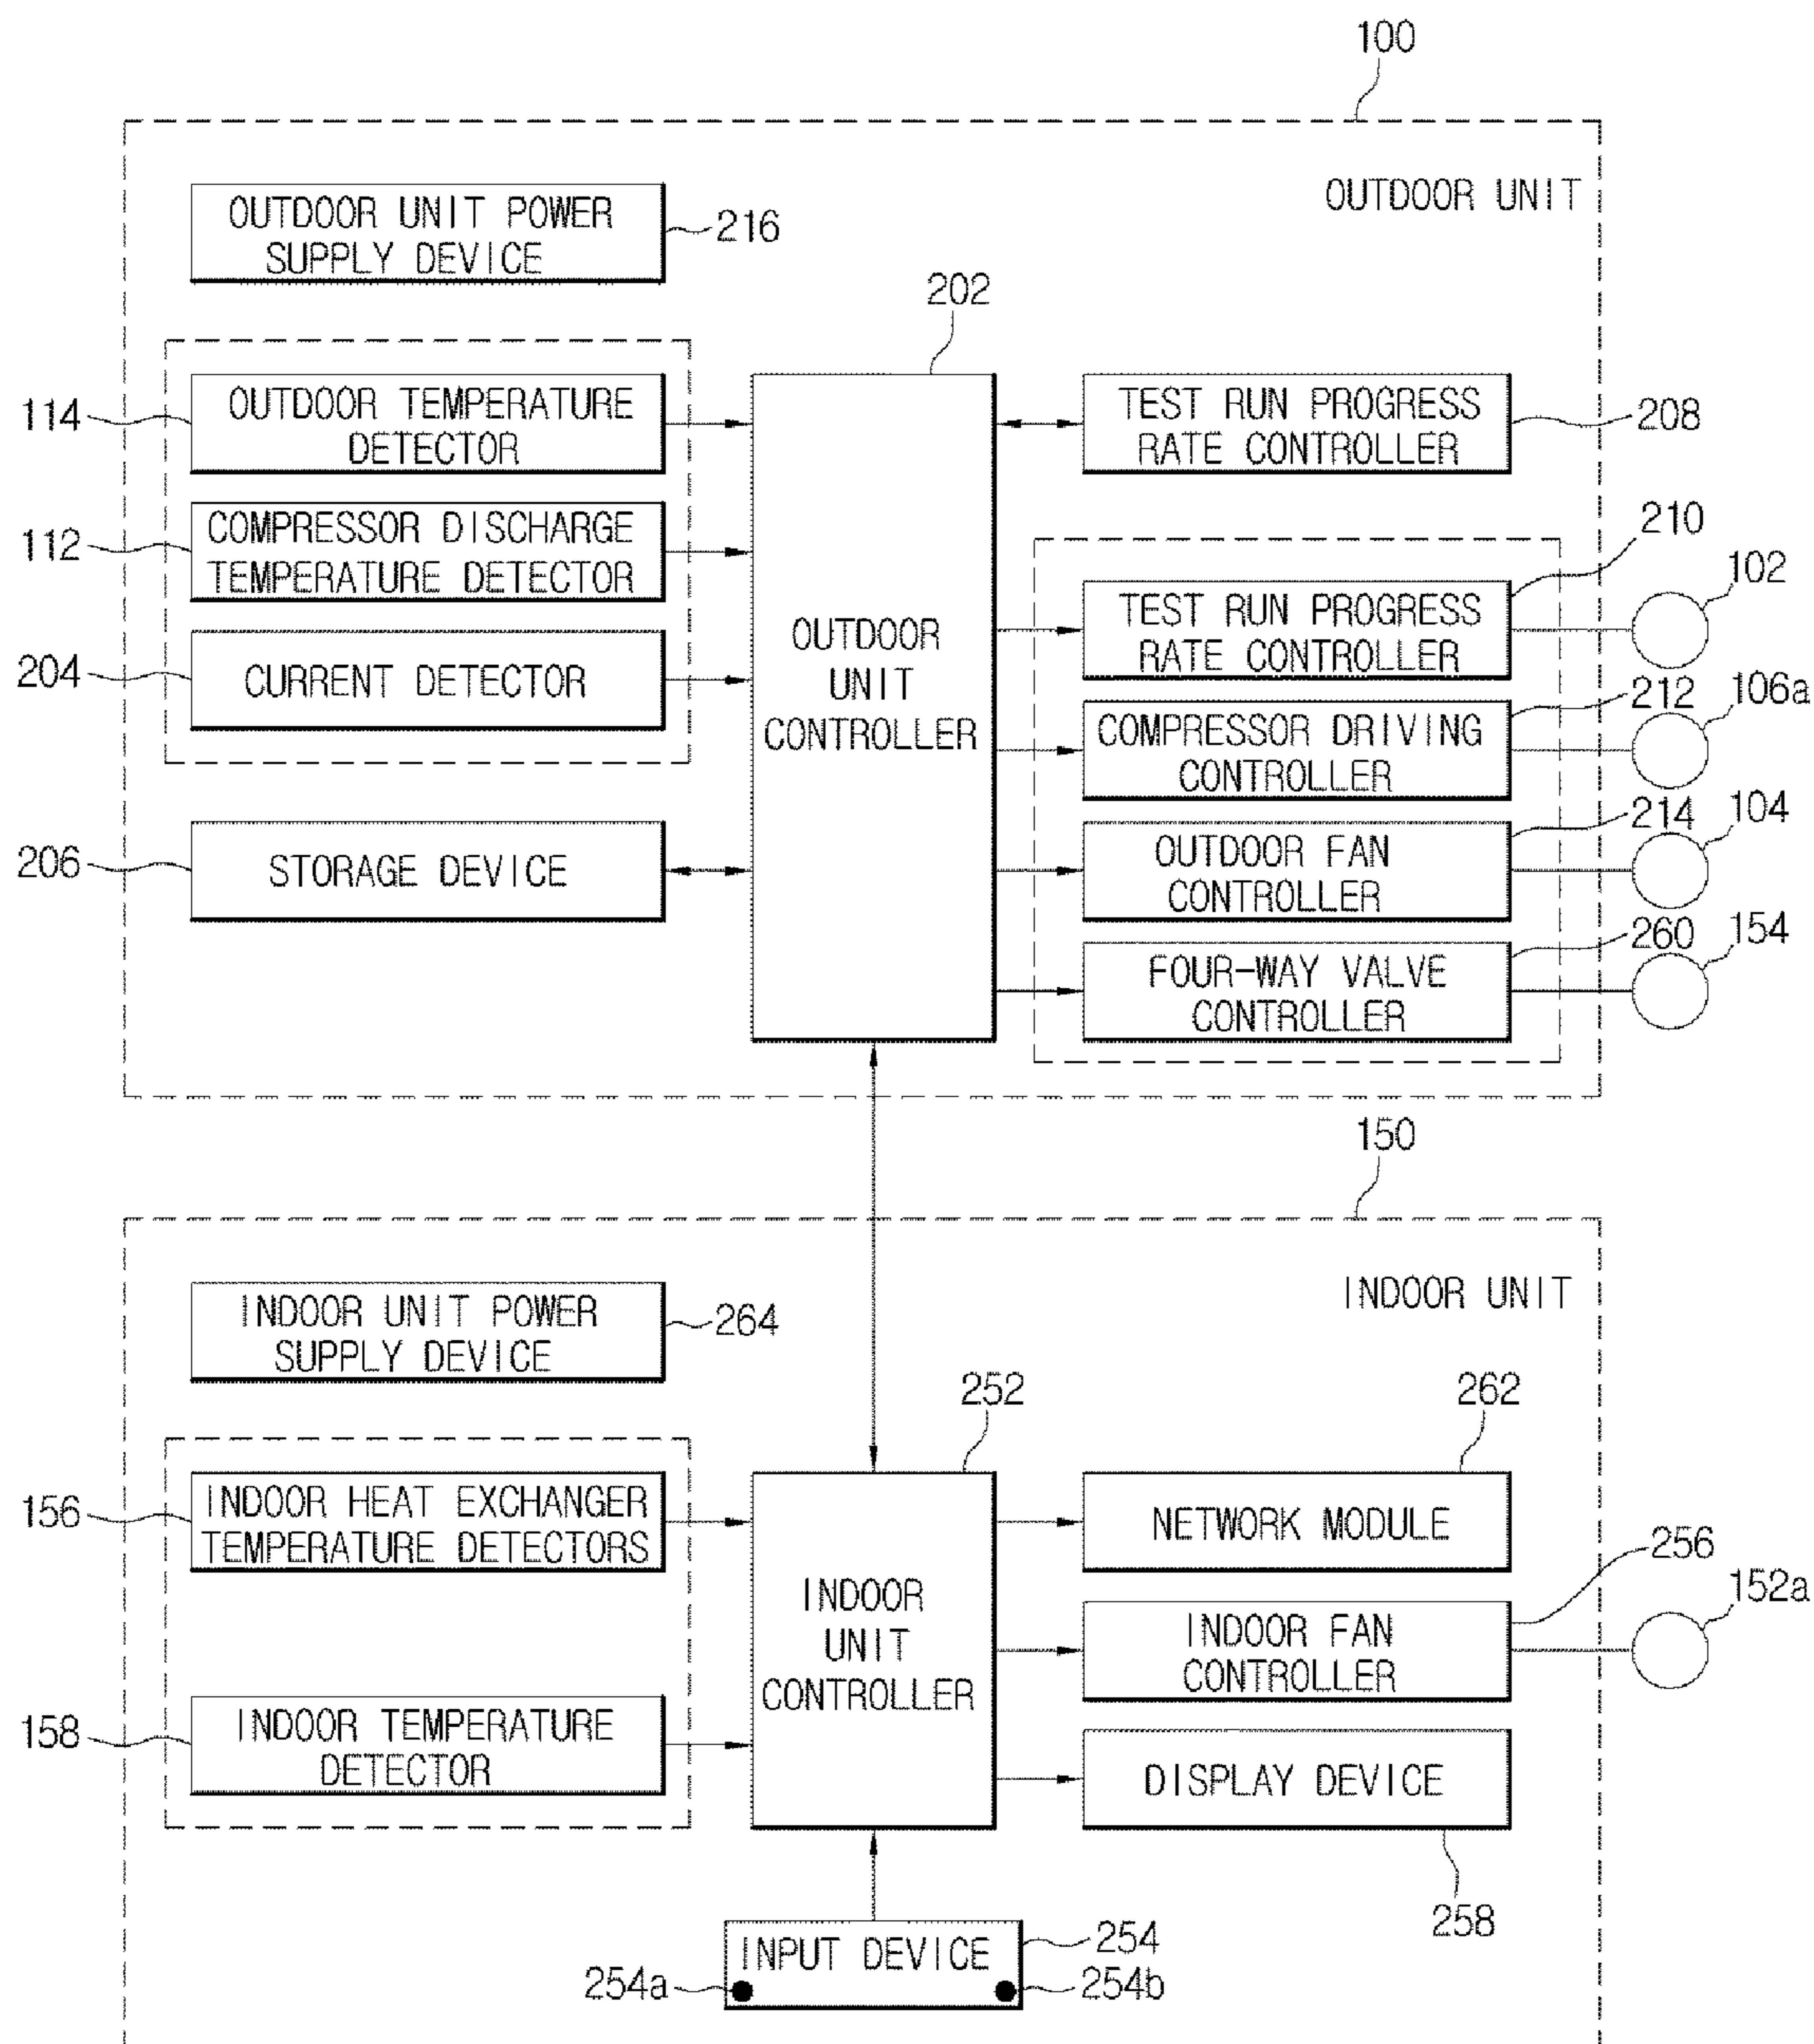 100
OUTDOOR UNIT
OUTDOOR UNIT POWER
SUPPLY DEVICE
216
202
114
OUTDOOR TEMPERATURE
DETECTOR
TEST RUN PROGRESS
RATE CONTROLLER
208
112
COMPRESSOR DISCHARGE
TEMPERATURE DETECTOR
210
TEST RUN PROGRESS
RATE CONTROLLER
102
OUTDOOR
UNIT
CONTROLLER
204
CURRENT DETECTOR
212
COMPRESSOR DRIVING
CONTROLLER
106a
206
STORAGE DEVICE
214
OUTDOOR FAN
CONTROLLER
104
260
FOUR-WAY VALVE
CONTROLLER
154
150
INDOOR UNIT
INDOOR UNIT POWER
SUPPLY DEVICE
264
252
262
156
INDOOR HEAT EXCHANGER
TEMPERATURE DETECTORS
NETWORK MODULE
256
INDOOR
UNIT
CONTROLLER
INDOOR FAN
CONTROLLER
152a
158
INDOOR TEMPERATURE
DETECTOR
DISPLAY DEVICE
258
INPUT DEVICE
254
254a
254b